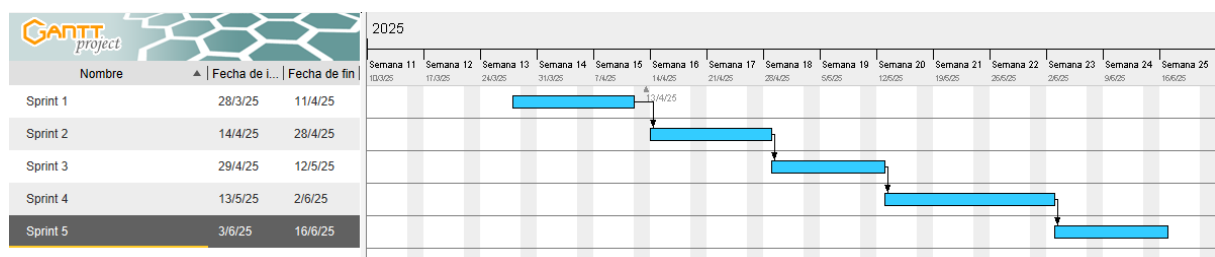 GANTT
project
2025
Semana 11 Semana 12 Semana 13 Semana 14 Semana 15 Semana 16 Semana 17 Semana 18 Semana 19 Semana 20 Semana 21 Semana 22 Semana 23 Semana 24 Semana 25
10/3/25 17/3/25 24/3/25 31/3/25 7/4/25 14/4/25 21/4/25 28/4/25 5/5/25 12/5/25 19/5/25 26/5/25 2/6/25 9/6/25 16/6/25
Nombre Fecha de i... Fecha de fin
13/4/25
Sprint 1 28/3/25 11/4/25
Sprint 2 14/4/25 28/4/25
Sprint 3 29/4/25 12/5/25
Sprint 4 13/5/25 2/6/25
Sprint 5 3/6/25 16/6/25